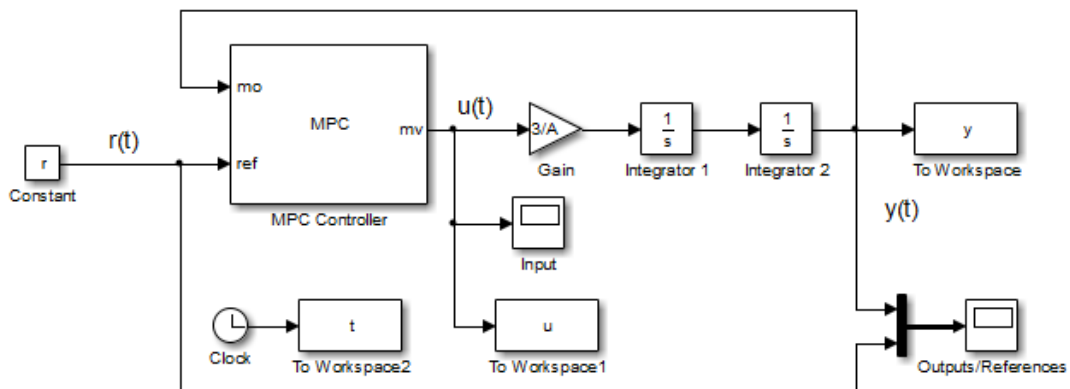 mo
MPC
mv
ref
MPC Controller
r(t)
r
Constant
u(t)
3/A
Gain
1
s
Integrator 1
1
s
Integrator 2
y
To Workspace
y(t)
Input
Clock
t
To Workspace2
u
To Workspace1
Outputs/References